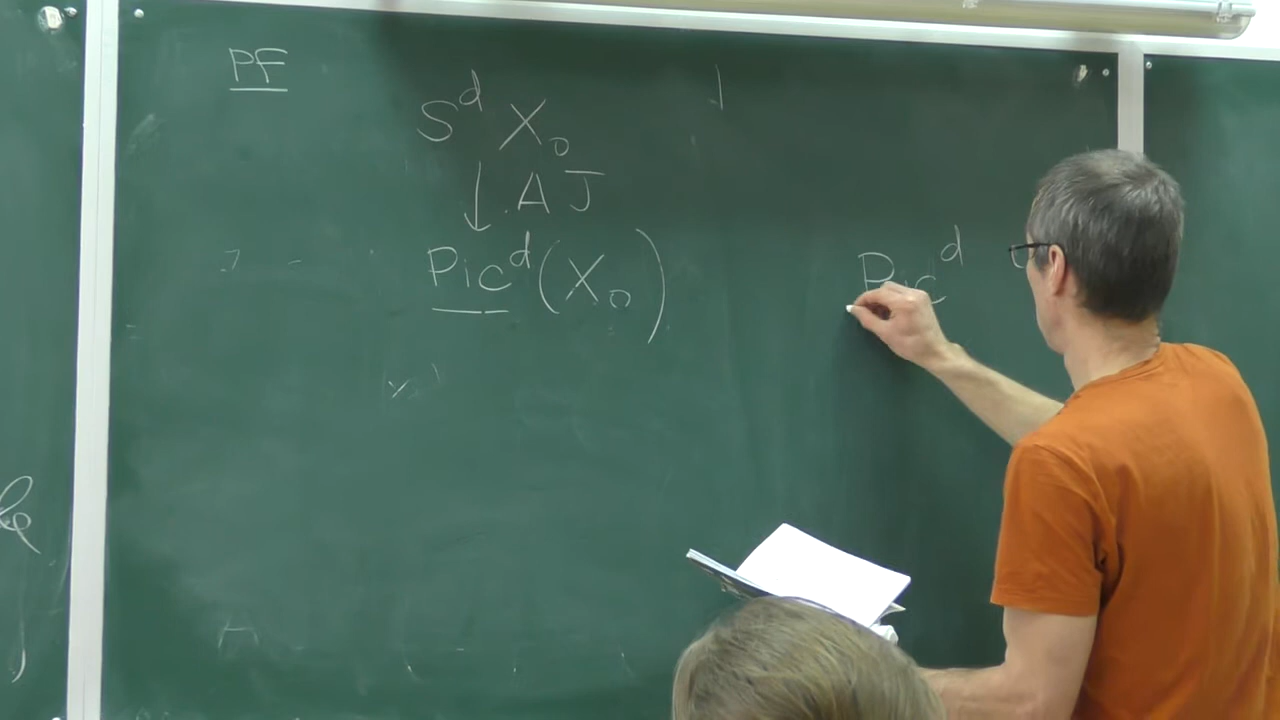 PF
S^d X_0
↓ AJ
Pic^d (X_0)
Pic^d